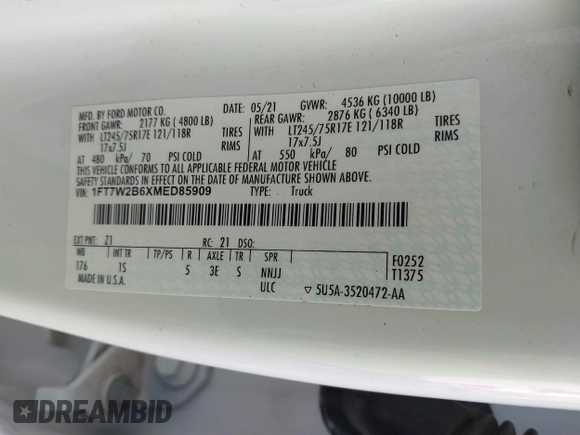 MFD. BY FORD MOTOR CO.
05/21 GVWR: 4536 KG (10000 LB)
FRONT GAWR: 2177 KG ( 4800 LB) REAR GAWR: 2876 KG ( 6340 LB)
WITH LT245/75R17E 121/118R TIRES WITH LT245/75R17E 121/118R TIRES
17x7.5J RIMS 17x7.5J RIMS
AT 480 kPa/ 70 PSI COLD AT 550 kPa/ 80 PSI COLD
THIS VEHICLE CONFORMS TO ALL APPLICABLE FEDERAL MOTOR VEHICLE
SAFETY STANDARDS IN EFFECT ON THE DATE OF MANUFACTURE SHOWN ABOVE.
VIN: 1FT7W2B6XMED85909 TYPE: Truck
EXT PNT: Z1 RC: 21 DSO:
WB INT TR TP/PS R AXLE TR SPR
176 1S 5 3E S NNJJ
ULC
F0252
T1375
MADE IN U.S.A.
▽ 5U5A-3520472-AA
DREAMBID